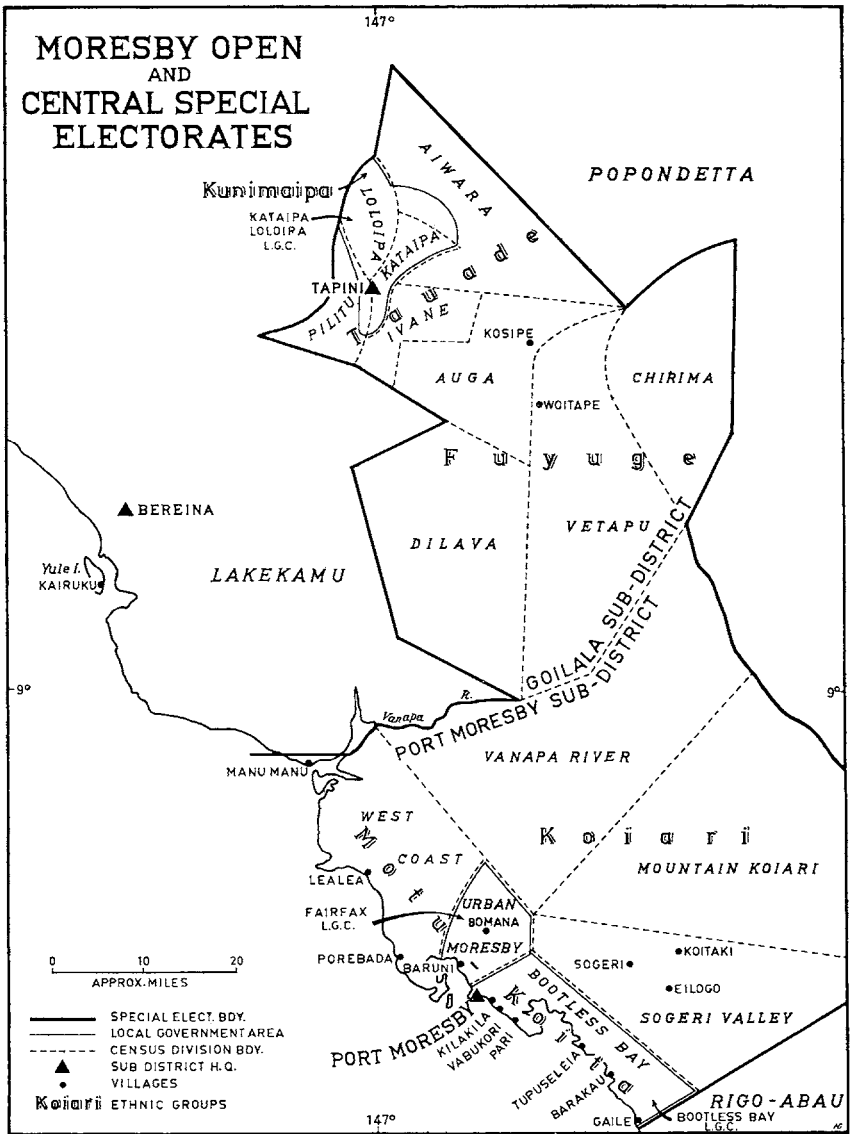 147°
MORESBY OPEN
AND
CENTRAL SPECIAL
ELECTORATES
AIWARA
POPONDETTA
Kunimaipa
LOLOIPA
KATAIPA
LOLOIPA
L.G.C.
KATAIPA
TAPINI
PILITU
IVANE
Tauade
KOSIPE
AUGA
CHIRIMA
WOITAPE
Fuyuge
BEREINA
DILAVA
VETAPU
Yule I.
KAIRUKU
LAKEKAMU
GOILALA SUB-DISTRICT
PORT MORESBY SUB-DISTRICT
9°
9°
Vanapa R.
VANAPA RIVER
MANU MANU
WEST
COAST
Motu
Koiari
MOUNTAIN KOIARI
LEALEA
URBAN
BOMANA
MORESBY
FAIRFAX
L.G.C.
POREBADA
BARUNI
SOGERI
KOITAKI
EILOGO
SOGERI VALLEY
BOOTLESS BAY
Koita
PORT MORESBY
KILAKILA
VABUKORI
PARI
TUPUSELEIA
BARAKAU
GAILE
BOOTLESS BAY
L.G.C.
RIGO-ABAU
0 10 20
APPROX. MILES
SPECIAL ELECT. BDY.
LOCAL GOVERNMENT AREA
CENSUS DIVISION BDY.
SUB DISTRICT H.Q.
VILLAGES
Koiari ETHNIC GROUPS
147°